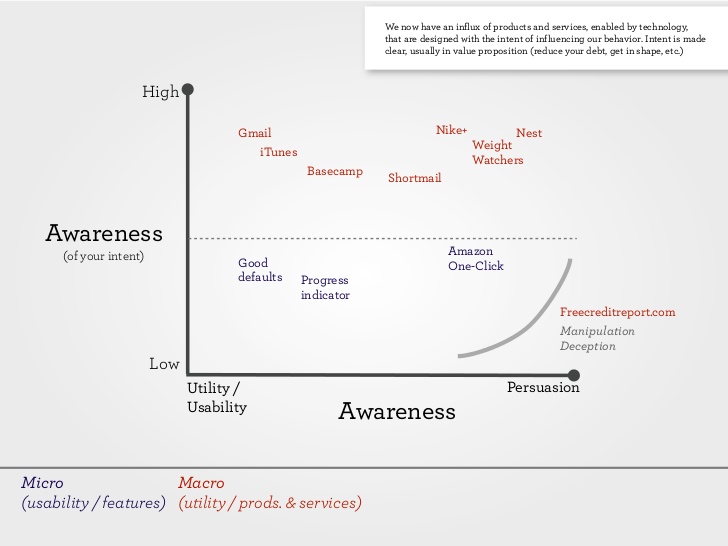 We now have an influx of products and services, enabled by technology,
that are designed with the intent of influencing our behavior. Intent is made
clear, usually in value proposition (reduce your debt, get in shape, etc.)
High
Gmail
iTunes
Basecamp
Shortmail
Nike+
Weight
Watchers
Nest
Awareness
(of your intent)
Good
defaults
Progress
indicator
Amazon
One-Click
Freecreditreport.com
Manipulation
Deception
Low
Utility /
Usability
Persuasion
Awareness
Micro
(usability / features)
Macro
(utility / prods. & services)